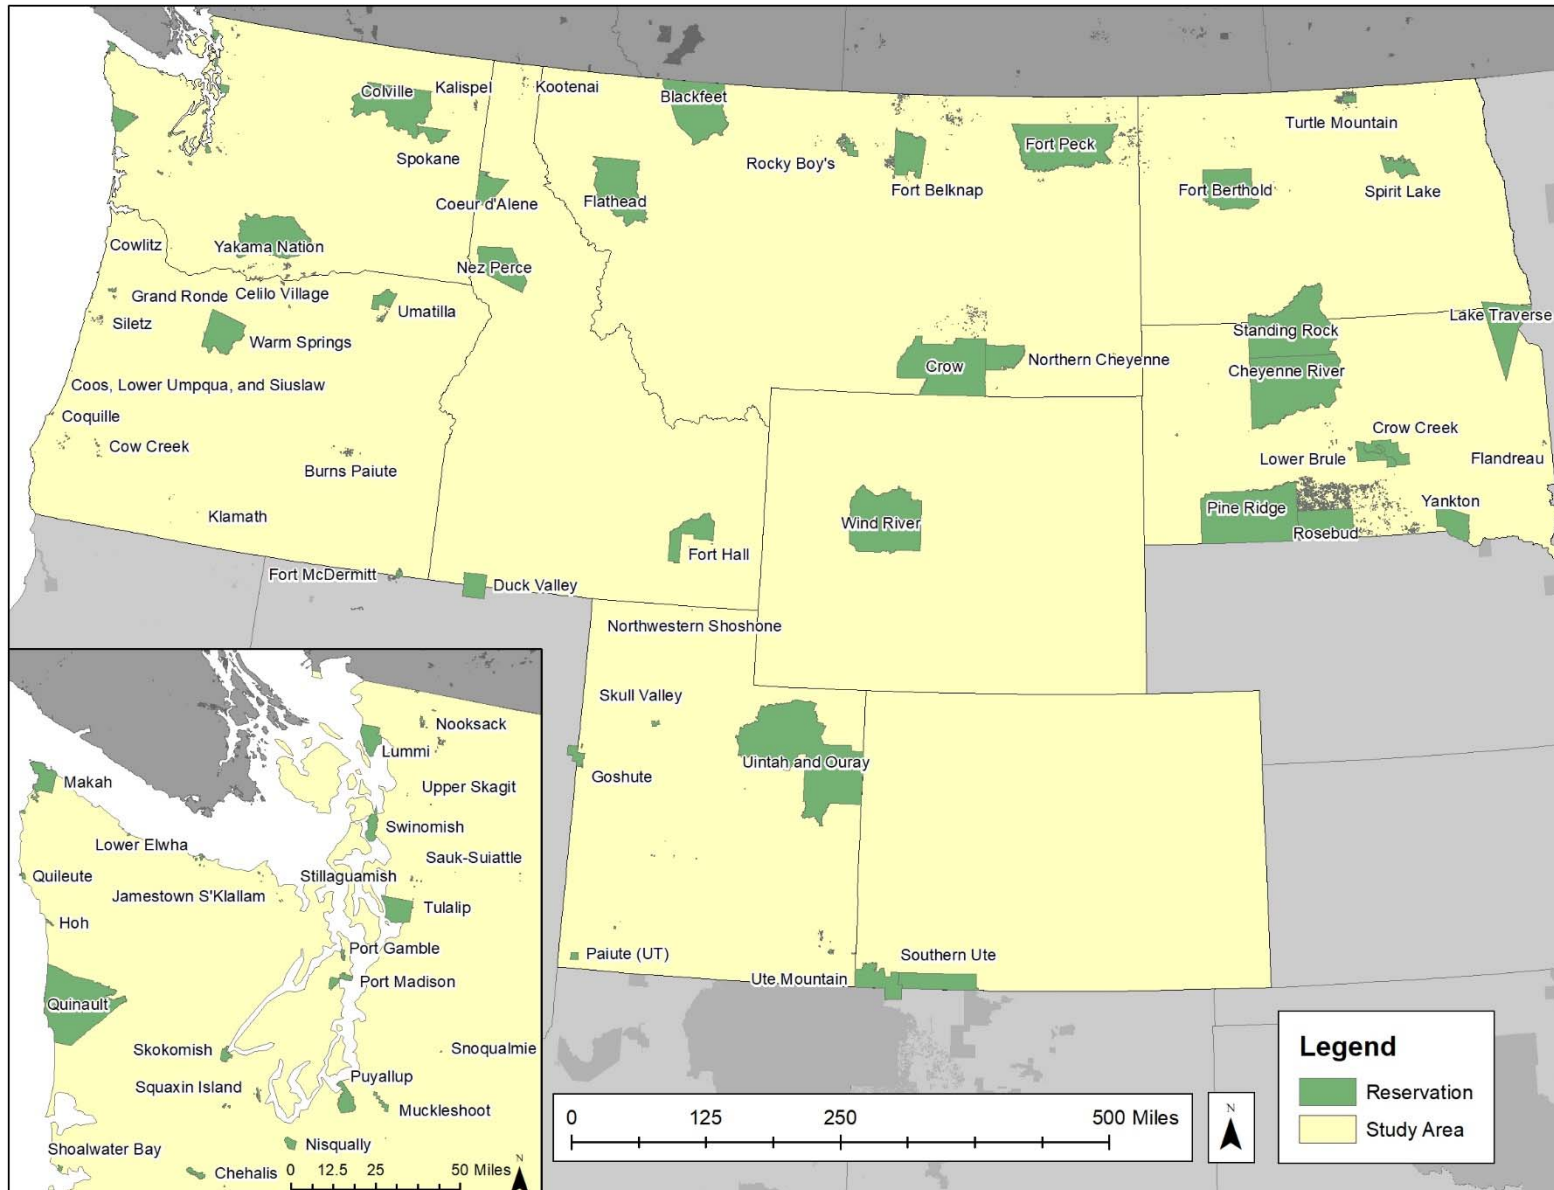 Colville
Kalispel
Kootenai
Blackfeet
Turtle Mountain
Spokane
Rocky Boy's
Fort Peck
Fort Belknap
Fort Berthold
Spirit Lake
Coeur d'Alene
Flathead
Cowlitz
Yakama Nation
Nez Perce
Grand Ronde
Celilo Village
Umatilla
Siletz
Warm Springs
Standing Rock
Lake Traverse
Crow
Northern Cheyenne
Cheyenne River
Coos, Lower Umpqua, and Siuslaw
Coquille
Cow Creek
Burns Paiute
Crow Creek
Lower Brule
Flandreau
Klamath
Wind River
Pine Ridge
Yankton
Rosebud
Fort Hall
Fort McDermitt
Duck Valley
Northwestern Shoshone
Skull Valley
Goshute
Uintah and Ouray
Paiute (UT)
Ute Mountain
Southern Ute
Nooksack
Lummi
Makah
Upper Skagit
Swinomish
Lower Elwha
Sauk-Suiattle
Quileute
Stillaguamish
Jamestown S'Klallam
Tulalip
Hoh
Port Gamble
Port Madison
Quinault
Skokomish
Snoqualmie
Squaxin Island
Puyallup
Muckleshoot
Nisqually
Shoalwater Bay
Chehalis
0 12.5 25 50 Miles
N
0 125 250 500 Miles
N
Legend
Reservation
Study Area